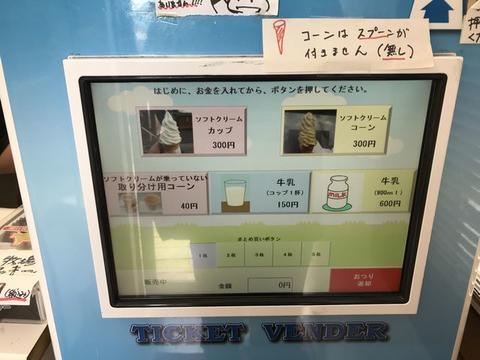 コーンは スプーンが
付きません(無し)
はじめに、お金を入れてから、ボタンを押してください。
ソフトクリーム
カップ
300円
ソフトクリーム
コーン
300円
ソフトクリームが乗っていない
取り分け用コーン
40円
牛乳
(コップ1杯)
150円
MILK
牛乳
(900ml)
600円
まとめ買いボタン
1枚 2枚 3枚 4枚 5枚
販売中
金額
0円
おつり
返却
TICKET VENDER